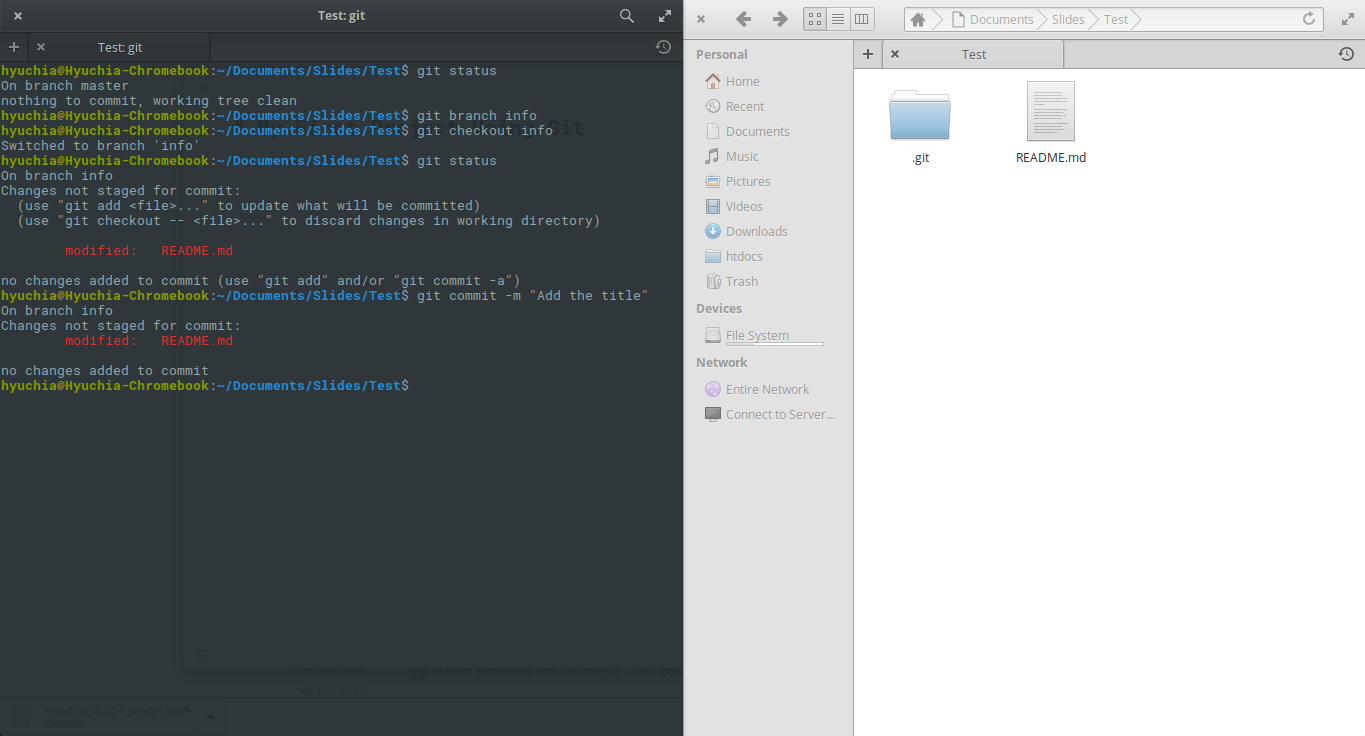 Test: git
Test: git
hyuchia@Hyuchia-Chromebook:~/Documents/Slides/Test$ git status
On branch master
nothing to commit, working tree clean
hyuchia@Hyuchia-Chromebook:~/Documents/Slides/Test$ git branch info
hyuchia@Hyuchia-Chromebook:~/Documents/Slides/Test$ git checkout info
Switched to branch 'info'
hyuchia@Hyuchia-Chromebook:~/Documents/Slides/Test$ git status
On branch info
Changes not staged for commit:
  (use "git add <file>..." to update what will be committed)
  (use "git checkout -- <file>..." to discard changes in working directory)
        modified:   README.md
no changes added to commit (use "git add" and/or "git commit -a")
hyuchia@Hyuchia-Chromebook:~/Documents/Slides/Test$ git commit -m "Add the title"
On branch info
Changes not staged for commit:
        modified:   README.md
no changes added to commit
hyuchia@Hyuchia-Chromebook:~/Documents/Slides/Test$
Documents Slides Test
Personal
Home
Recent
Documents
Music
Pictures
Videos
Downloads
htdocs
Trash
Devices
File System
Network
Entire Network
Connect to Server...
Test
.git
README.md